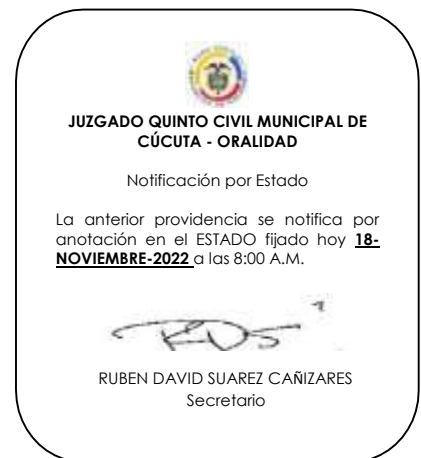 JUZGADO QUINTO CIVIL MUNICIPAL DE
CÚCUTA - ORALIDAD
Notificación por Estado
La anterior providencia se notifica por
anotación en el ESTADO fijado hoy 18-
NOVIEMBRE-2022 a las 8:00 A.M.
RUBEN DAVID SUAREZ CAÑIZARES
Secretario